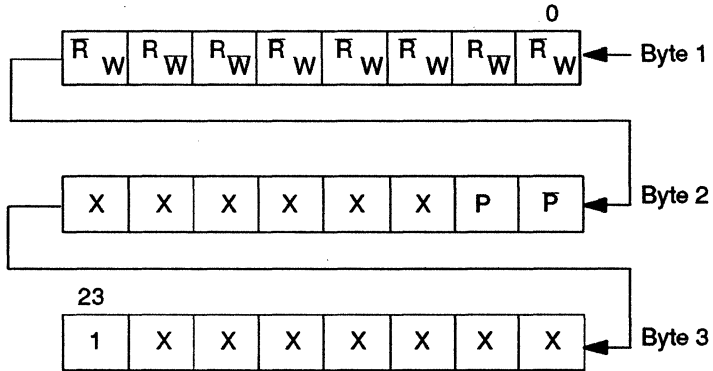 0
R̅ W R W̅ R W̅ R̅ W R̅ W R̅ W R W̅ R̅ W Byte 1
X X X X X X P P̅ Byte 2
23
1 X X X X X X X Byte 3